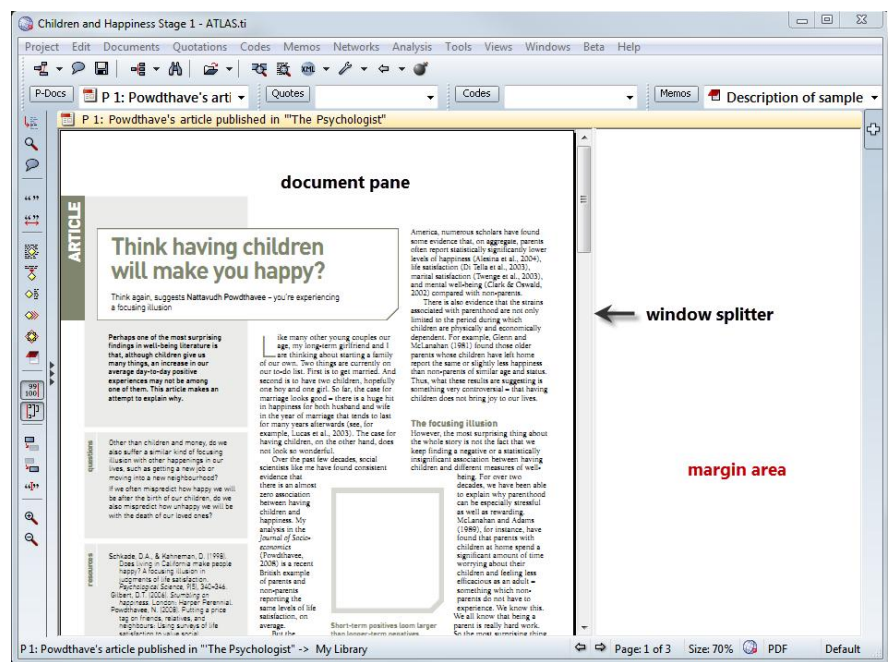 Children and Happiness Stage 1 - ATLAS.ti
Project Edit Documents Quotations Codes Memos Networks Analysis Tools Views Windows Beta Help
P-Docs P 1: Powdthave's arti Quotes Codes Memos Description of sample
P 1: Powdthave's article published in "'The Psychologist"
document pane
ARTICLE
Think having children
will make you happy?
Think again, suggests Nattavudh Powdthavee – you're experiencing
a focusing illusion
Perhaps one of the most surprising
findings in well-being literature is
that, although children give us
many things, an increase in our
average day-to-day positive
experiences may not be among
one of them. This article makes an
attempt to explain why.
questions
Other than children and money, do we
also suffer a similar kind of focusing
illusion with other happenings in our
lives, such as getting a new job or
moving into a new neighbourhood?
If we often mispredict how happy we will
be after the birth of our children, do we
also mispredict how unhappy we will be
with the death of our loved ones?
resources
Schkade, D.A., & Kahneman, D. (1998).
Does living in California make people
happy? A focusing illusion in
judgments of life satisfaction.
Psychological Science, 9(5), 340–346.
Gilbert, D.T. (2006). Stumbling on
happiness. London: Harper Perennial.
Powdthavee, N. (2008). Putting a price
tag on friends, relatives, and
neighbours: Using surveys of life
satisfaction to value social
Like many other young couples our
age, my long-term girlfriend and I
are thinking about starting a family
of our own. Two things are currently on
our to-do list. First is to get married. And
second is to have two children, hopefully
one boy and one girl. So far, the case for
marriage looks good – there is a huge hit
in happiness for both husband and wife
in the year of marriage that tends to last
for many years afterwards (see, for
example, Lucas et al., 2003). The case for
having children, on the other hand, does
not look so wonderful.
Over the past few decades, social
scientists like me have found consistent
evidence that
there is an almost
zero association
between having
children and
happiness. My
analysis in the
Journal of Socio-
economics
(Powdthavee,
2008) is a recent
British example
of parents and
non-parents
reporting the
same levels of life
satisfaction, on
average.
But the
Short-term positives loom larger
than longer-term negatives
America, numerous scholars have found
some evidence that, on aggregate, parents
often report statistically significantly lower
levels of happiness (Alesina et al., 2004),
life satisfaction (Di Tella et al., 2003),
marital satisfaction (Twenge et al., 2003),
and mental well-being (Clark & Oswald,
2002) compared with non-parents.
There is also evidence that the strains
associated with parenthood are not only
limited to the period during which
children are physically and economically
dependent. For example, Glenn and
McLanahan (1981) found those older
parents whose children have left home
report the same or slightly less happiness
than non-parents of similar age and status.
Thus, what these results are suggesting is
something very controversial – that having
children does not bring joy to our lives.
The focusing illusion
However, the most surprising thing about
the whole story is not the fact that we
keep finding a negative or a statistically
insignificant association between having
children and different measures of well-
being. For over two
decades, we have been able
to explain why parenthood
can be especially stressful
as well as rewarding.
McLanahan and Adams
(1989), for instance, have
found that parents with
children at home spend a
significant amount of time
worrying about their
children and feeling less
efficacious as an adult –
something which non-
parents do not have to
experience. We know this.
We all know that being a
parent is really hard work.
So the most surprising thing
window splitter
margin area
P 1: Powdthave's article published in "'The Psychologist" -> My Library Page: 1 of 3 Size: 70% PDF Default